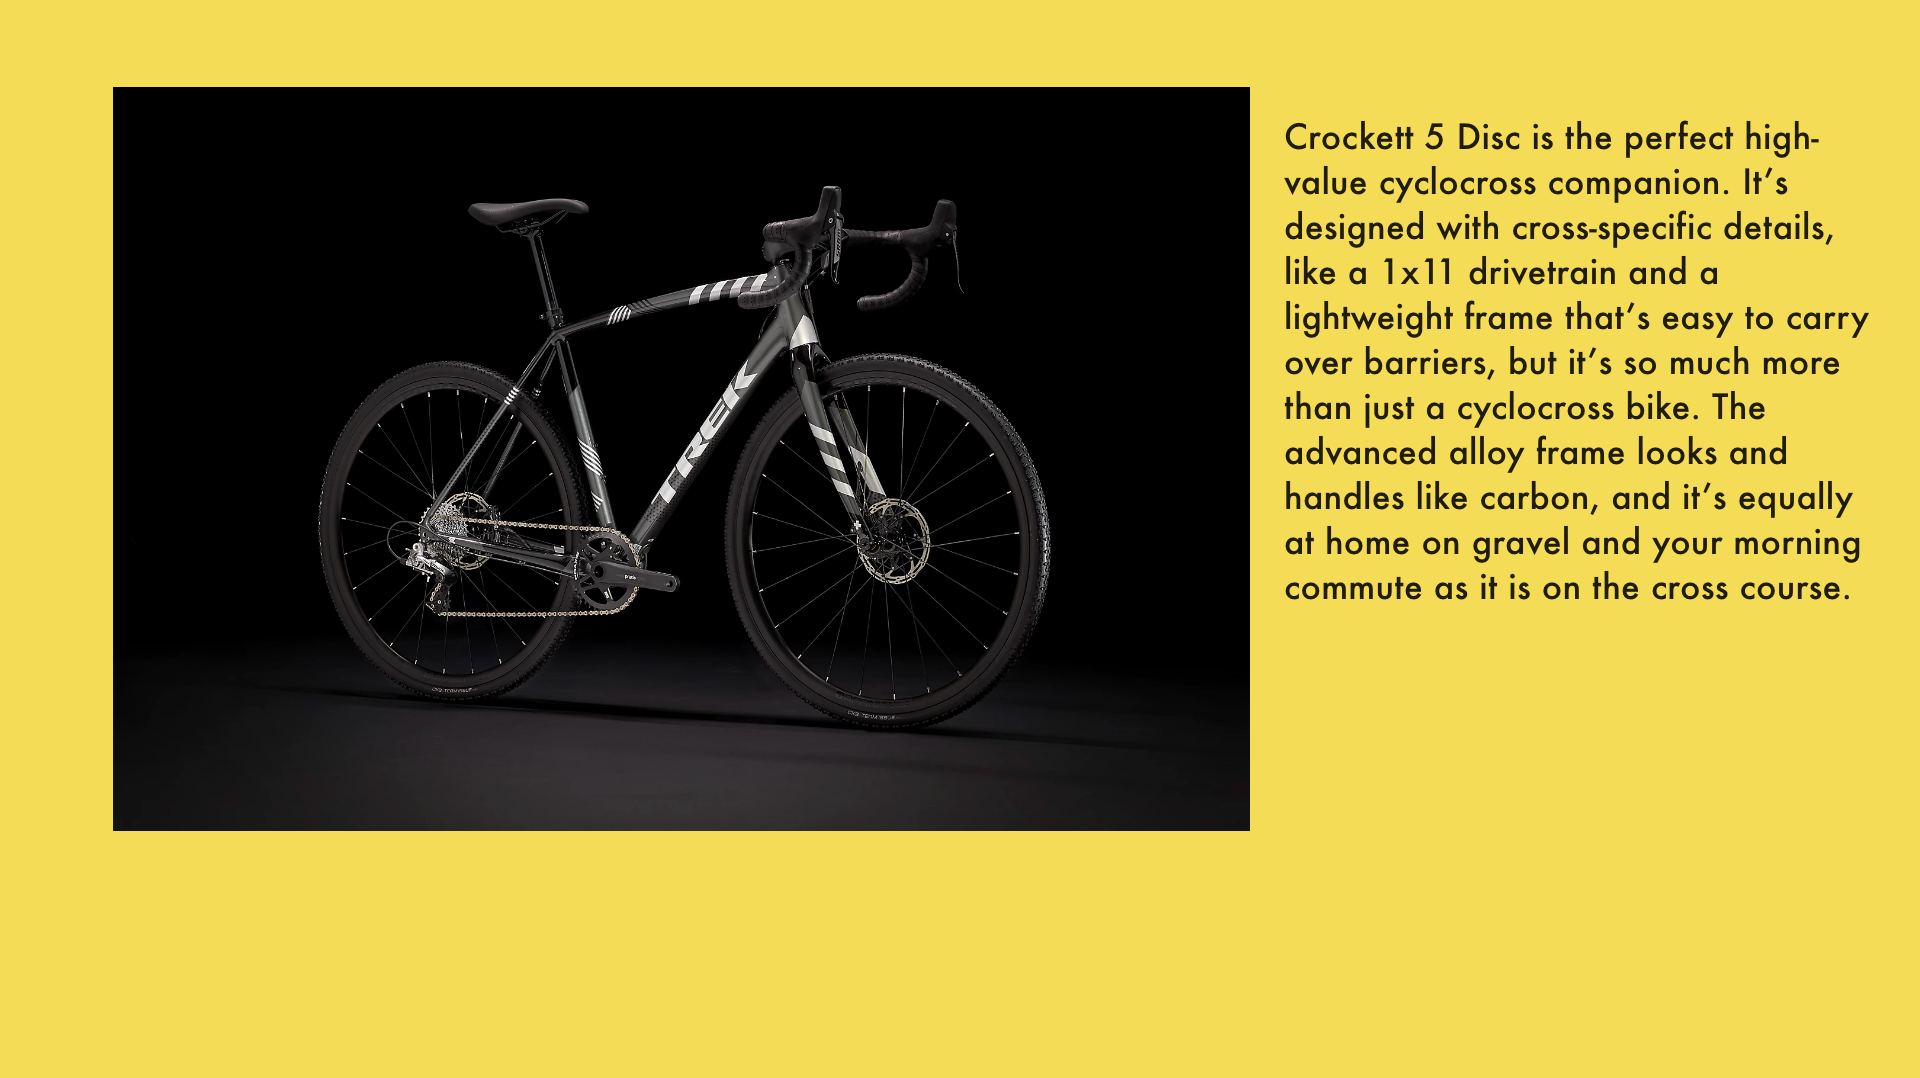 TREK
Crockett 5 Disc is the perfect high-
value cyclocross companion. It’s
designed with cross-specific details,
like a 1x11 drivetrain and a
lightweight frame that’s easy to carry
over barriers, but it’s so much more
than just a cyclocross bike. The
advanced alloy frame looks and
handles like carbon, and it’s equally
at home on gravel and your morning
commute as it is on the cross course.